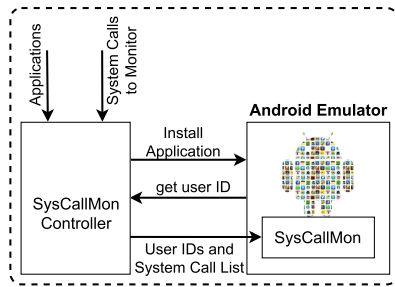 Applications
System Calls
to Monitor
Android Emulator
Install
Application
get user ID
SysCallMon
Controller
SysCallMon
User IDs and
System Call List